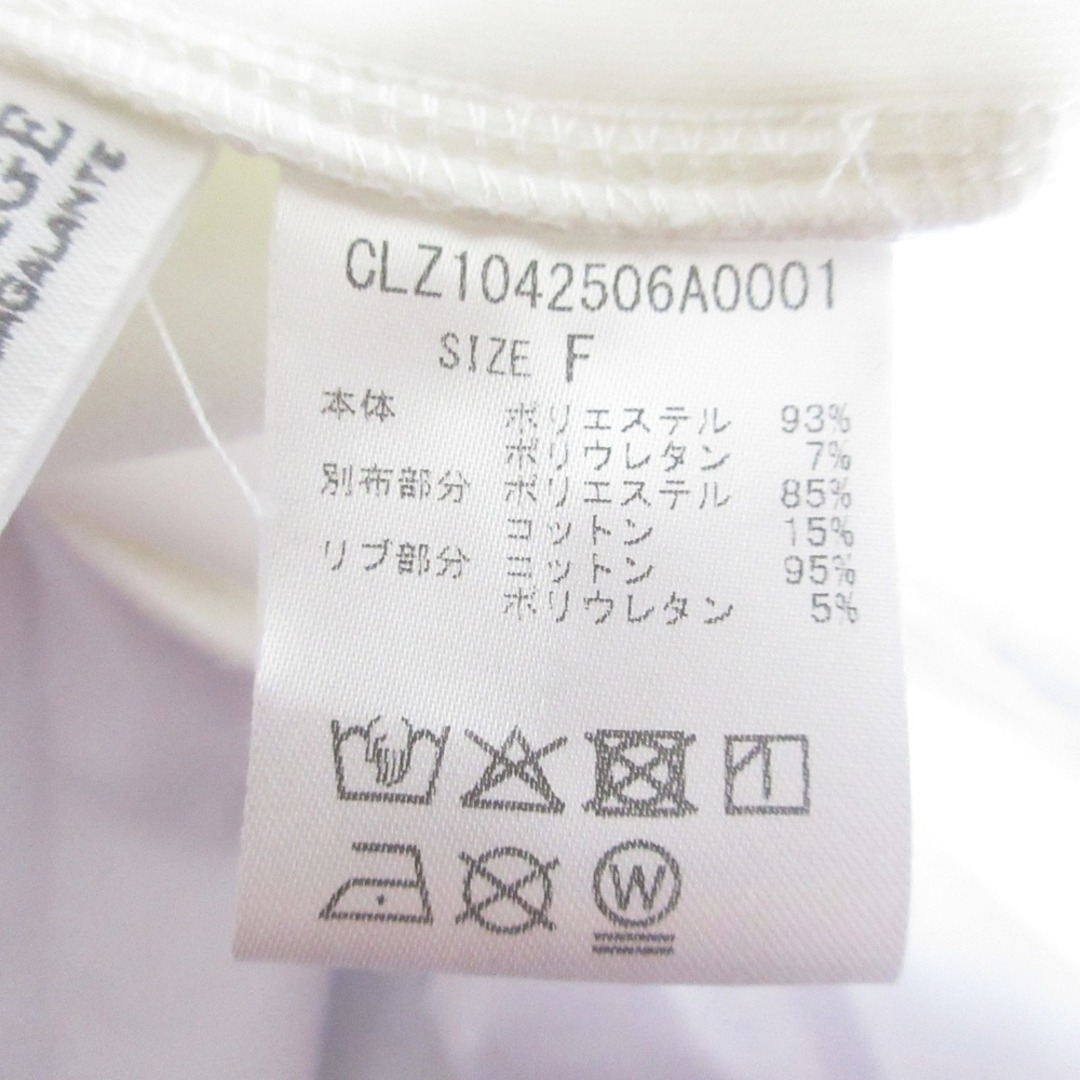 CLZ1042506A0001
SIZE F
本体 ポリエステル 93%
ポリウレタン 7%
別布部分 ポリエステル 85%
コットン 15%
リブ部分 コットン 95%
ポリウレタン 5%
W